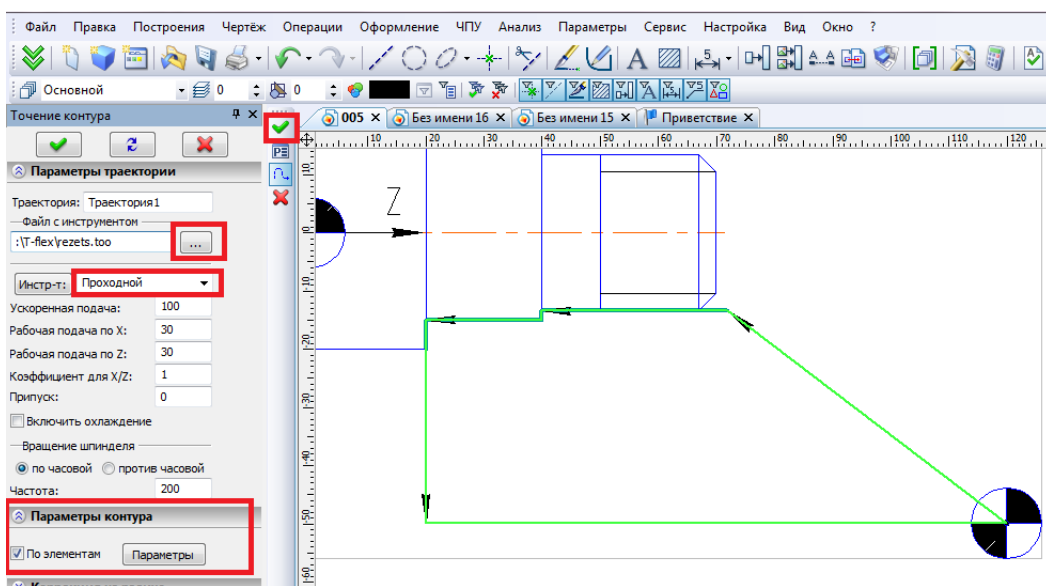 Файл Правка Построения Чертёж Операции Оформление ЧПУ Анализ Параметры Сервис Настройка Вид Окно ?
Основной 0 0
Точение контура
005 Без имени 16 Без имени 15 Приветствие
10 20 30 40 50 60 70 80 90 100 110 120
Параметры траектории
Траектория: Траектория1
Файл с инструментом
:\T-flex\rezets.too ...
Инстр-т: Проходной
Ускоренная подача: 100
Рабочая подача по X: 30
Рабочая подача по Z: 30
Коэффициент для X/Z: 1
Припуск: 0
Включить охлаждение
Вращение шпинделя
по часовой против часовой
Частота: 200
Параметры контура
По элементам Параметры
Z
10
0
-10
-20
-30
-40
-50
-60